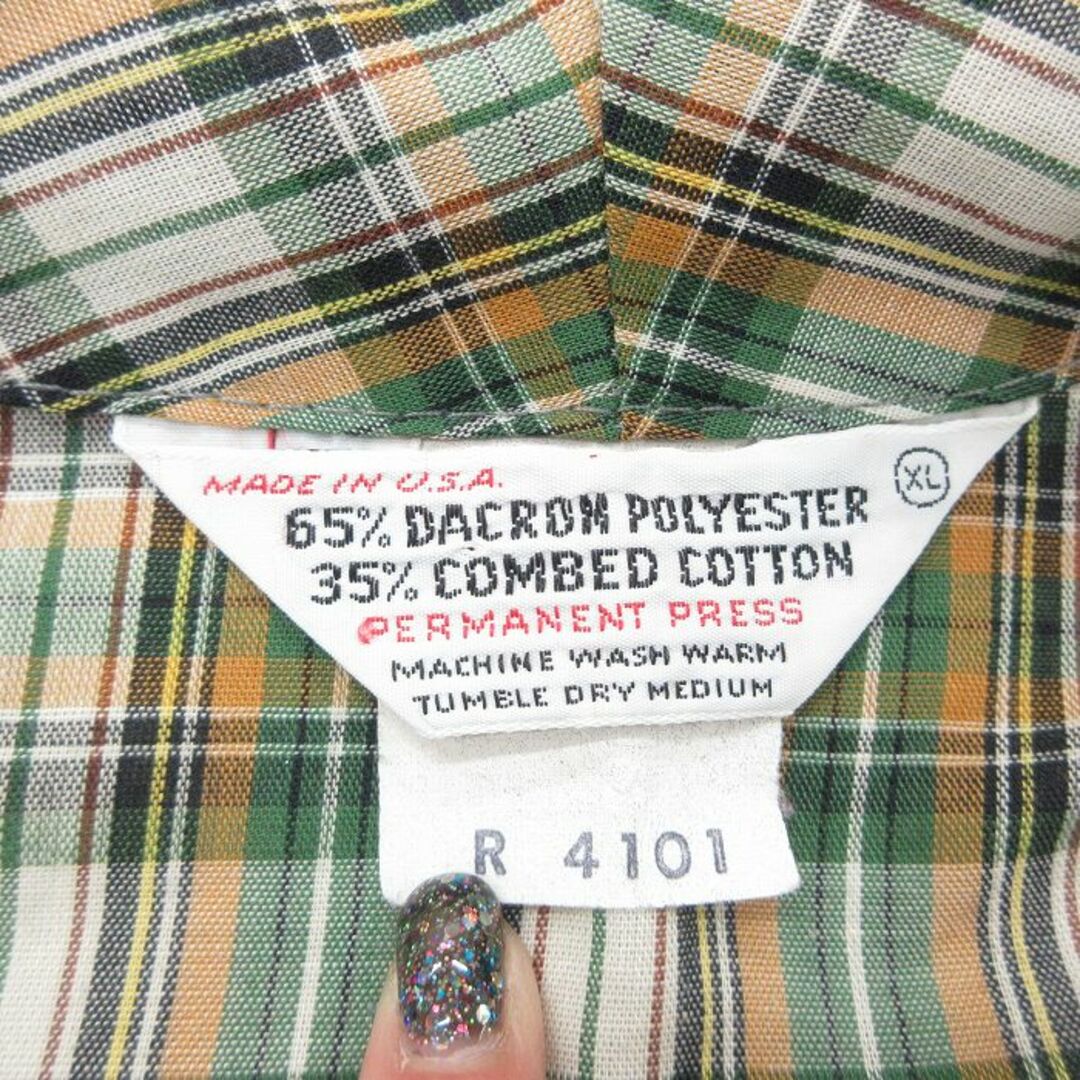 MADE IN U.S.A.
XL
65% DACRON POLYESTER
35% COMBED COTTON
PERMANENT PRESS
MACHINE WASH WARM
TUMBLE DRY MEDIUM
R 4101